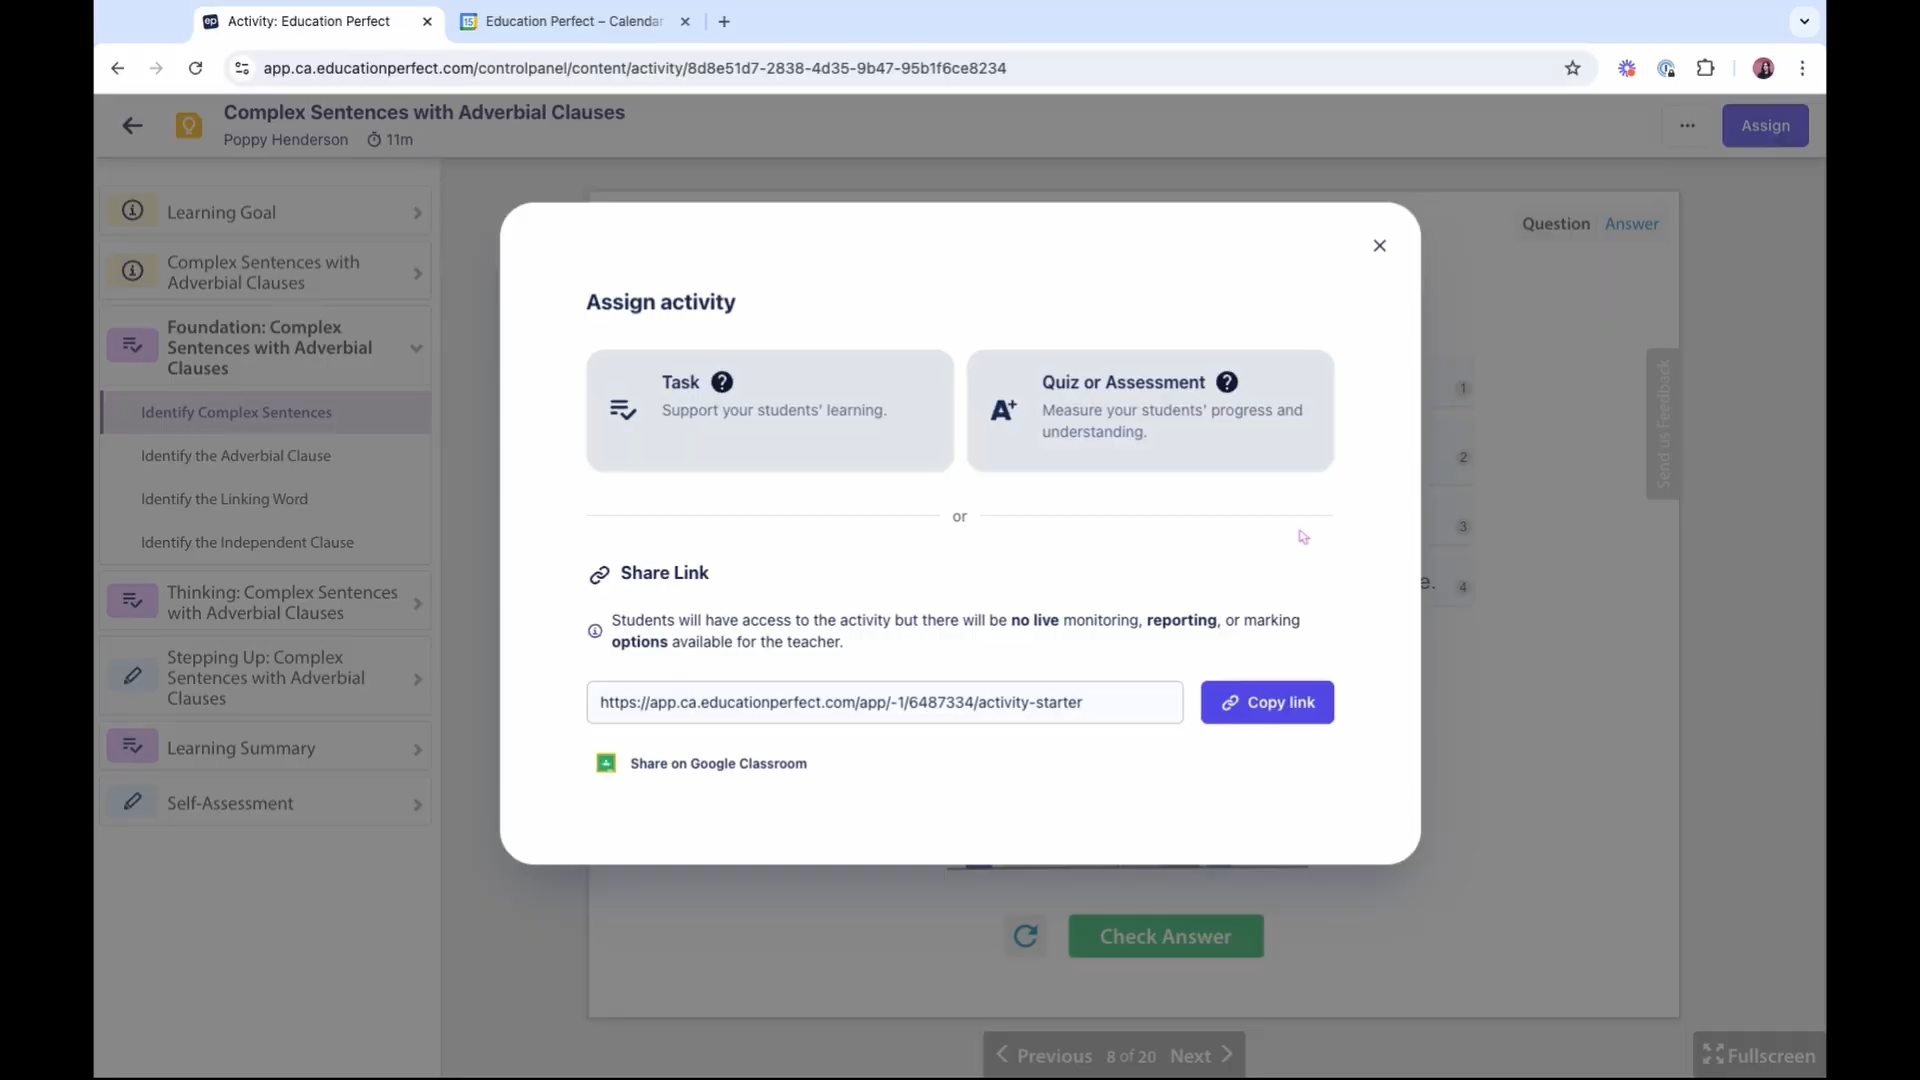 Activity: Education Perfect
15
Education Perfect – Calendar
app.ca.educationperfect.com/controlpanel/content/activity/8d8e51d7-2838-4d35-9b47-95b1f6ce8234
Complex Sentences with Adverbial Clauses
Poppy Henderson 11m
Assign
Learning Goal
Complex Sentences with
Adverbial Clauses
Foundation: Complex
Sentences with Adverbial
Clauses
Identify Complex Sentences
Identify the Adverbial Clause
Identify the Linking Word
Identify the Independent Clause
Thinking: Complex Sentences
with Adverbial Clauses
Stepping Up: Complex
Sentences with Adverbial
Clauses
Learning Summary
Self-Assessment
Question Answer
1
2
3
e. 4
Send us Feedback
Assign activity
Task
Support your students' learning.
Quiz or Assessment
Measure your students' progress and
understanding.
or
Share Link
Students will have access to the activity but there will be no live monitoring, reporting, or marking
options available for the teacher.
https://app.ca.educationperfect.com/app/-1/6487334/activity-starter
Copy link
Share on Google Classroom
Check Answer
Previous 8 of 20 Next
Fullscreen